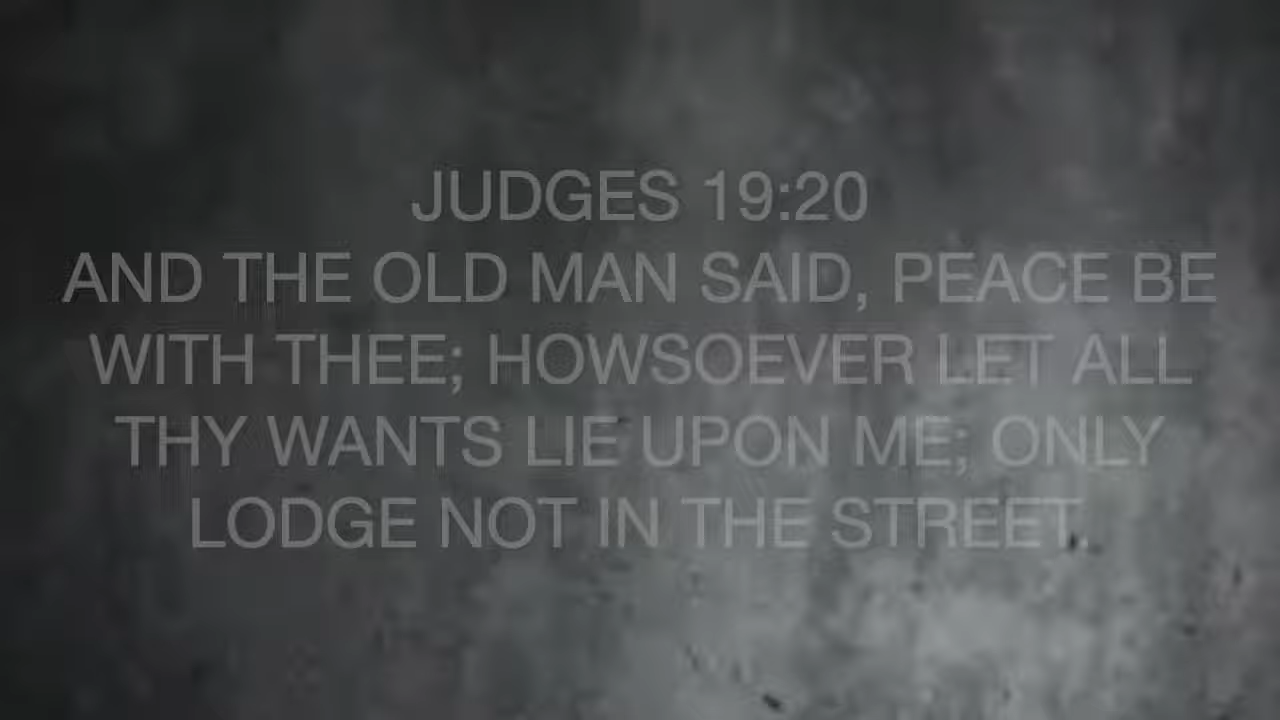 JUDGES 19:20
AND THE OLD MAN SAID, PEACE BE
WITH THEE; HOWSOEVER LET ALL
THY WANTS LIE UPON ME; ONLY
LODGE NOT IN THE STREET.